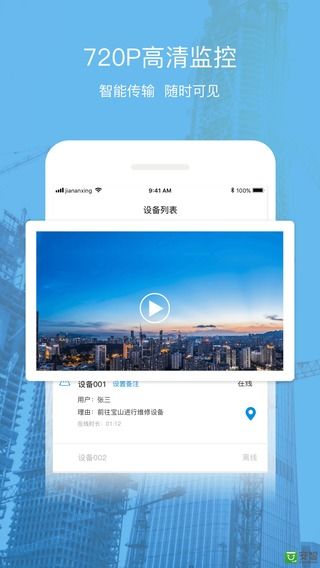 720P高清监控
智能传输 随时可见
jiananxing 9:41 AM 100%
设备列表
设备001 设置备注 在线
用户：张三
理由：前往宝山进行维修设备
在线时长：01:12
设备002 离线
安智